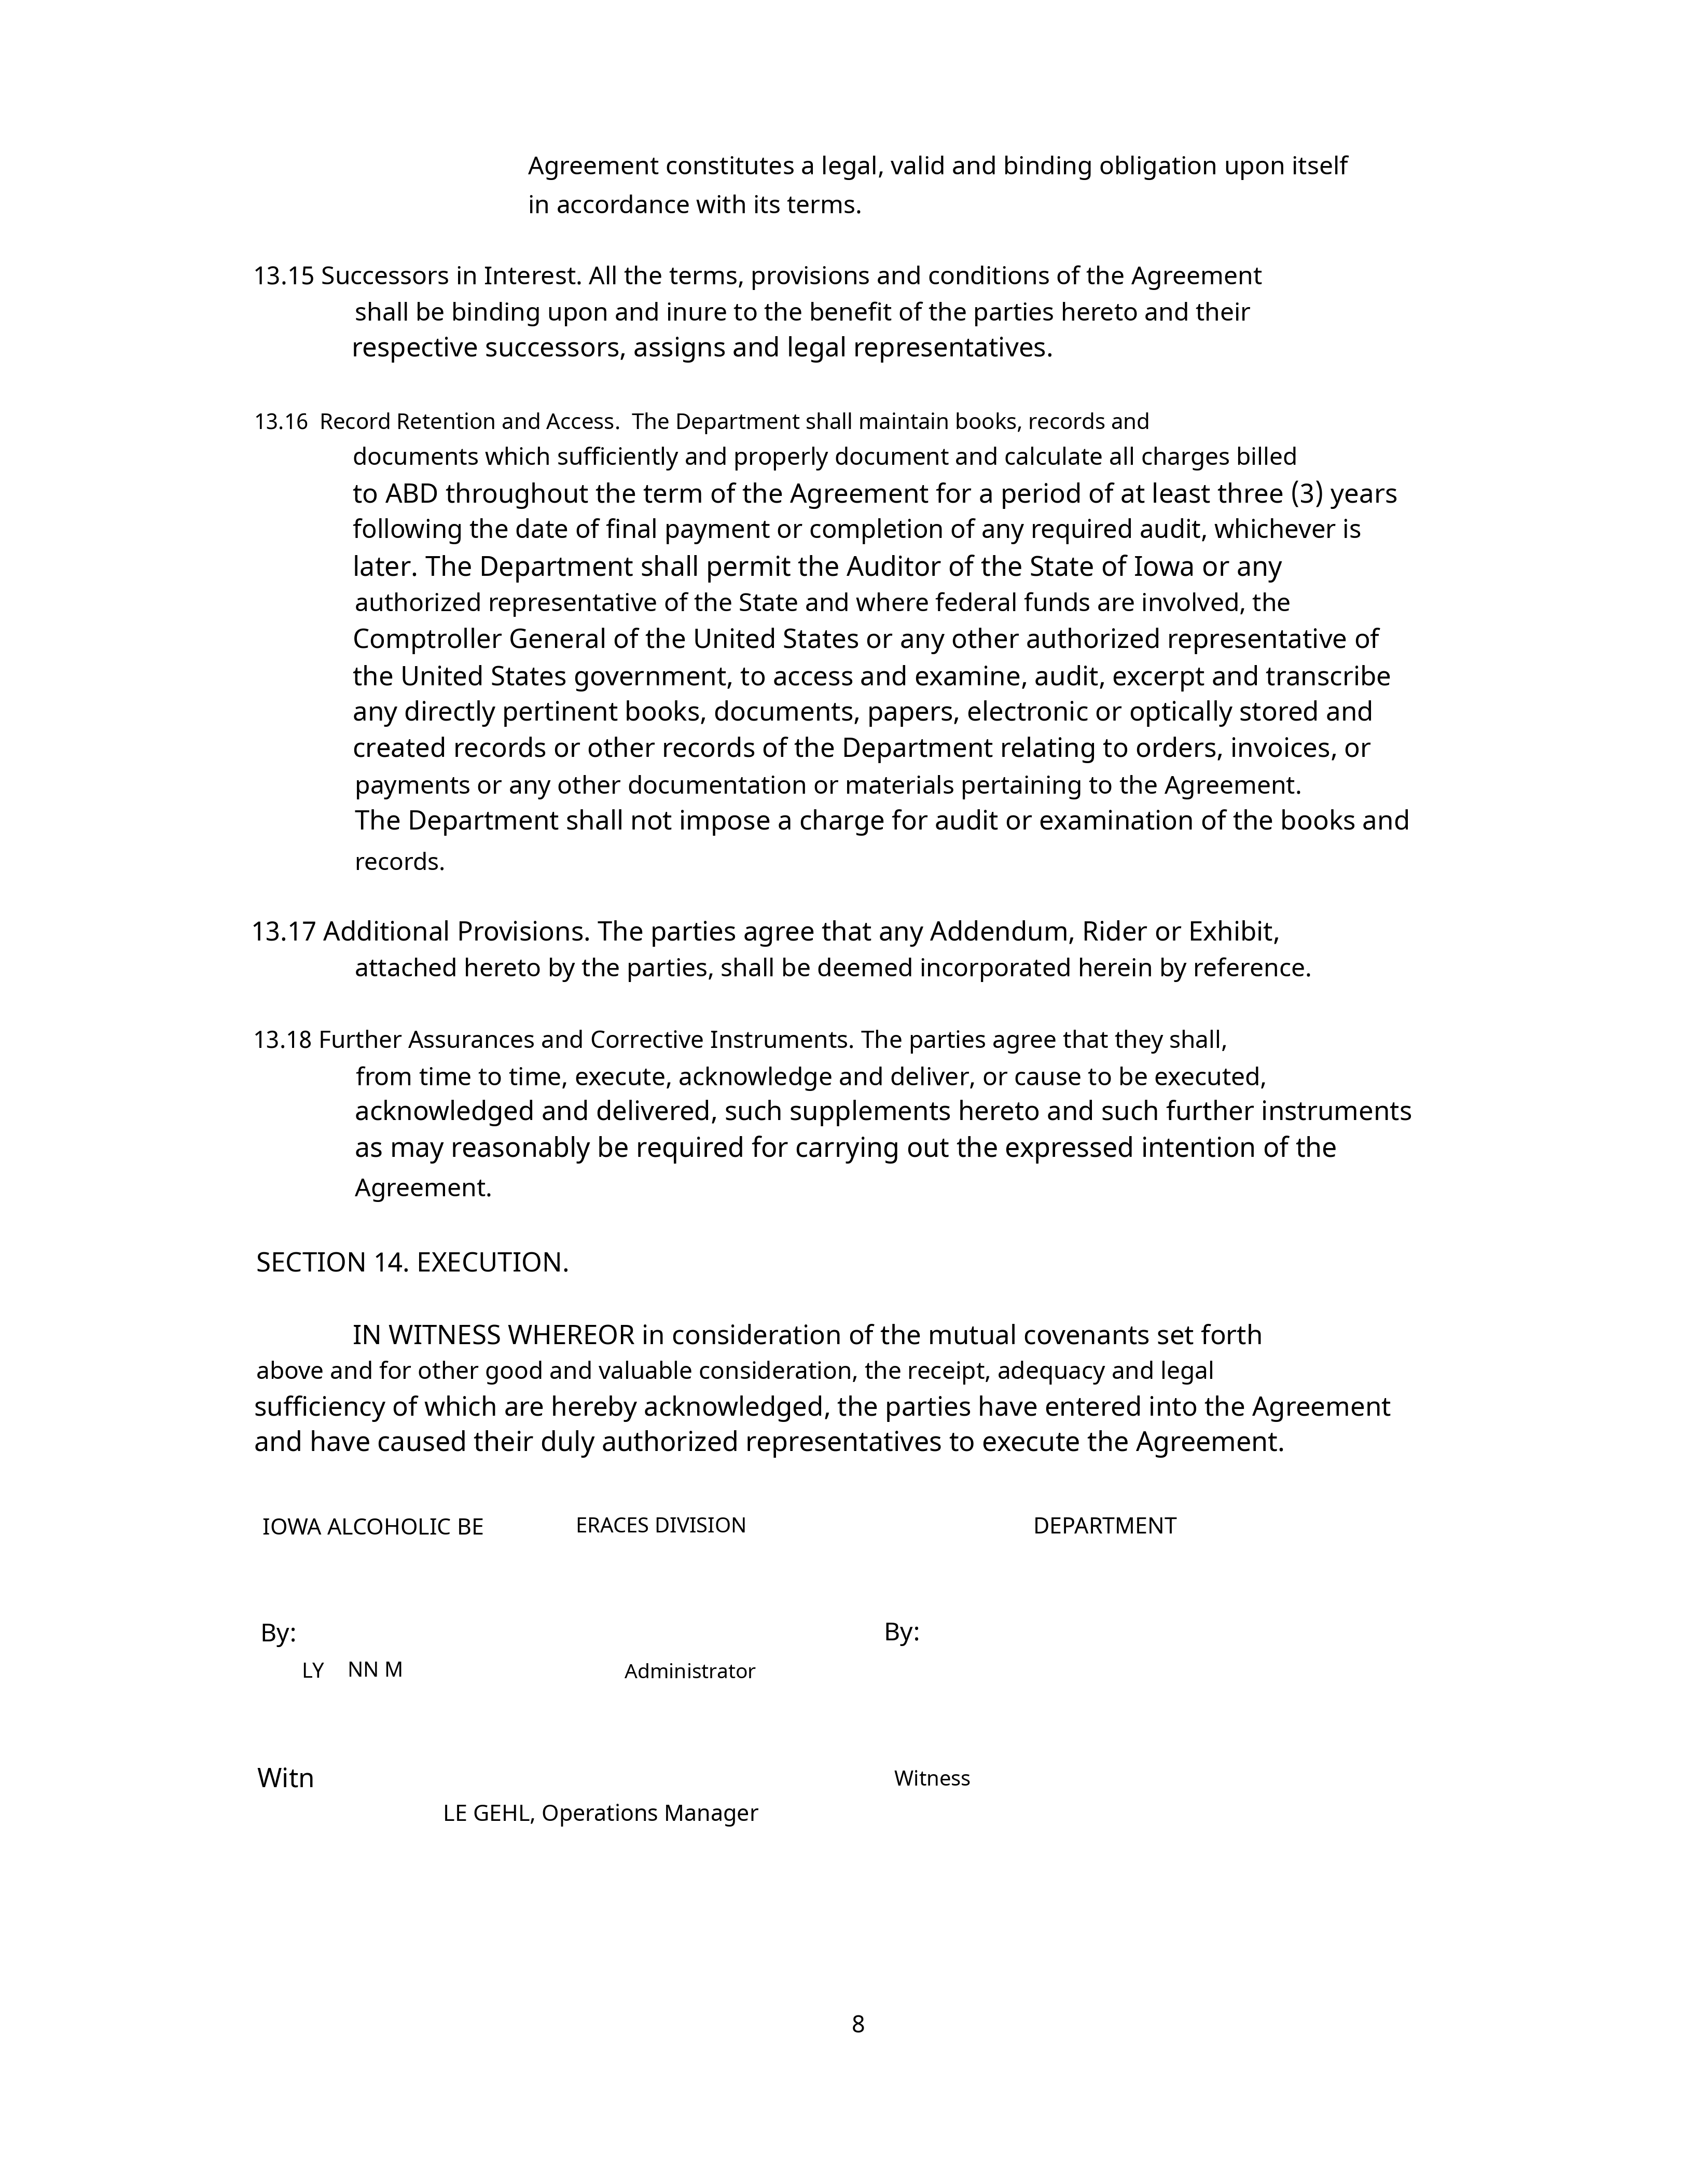 Agreement constitutes a legal, valid and binding obligation upon itself
in accordance with its terms.
13.15 Successors in Interest. All the terms, provisions and conditions of the Agreement
shall be binding upon and inure to the benefit of the parties hereto and their
respective successors, assigns and legal representatives.
13.16 Record Retention and Access. The Department shall maintain books, records and
documents which sufficiently and properly document and calculate all charges billed
to ABD throughout the term of the Agreement for a period of at least three (3) years
following the date of final payment or completion of any required audit, whichever is
later. The Department shall permit the Auditor of the State of Iowa or any
authorized representative of the State and where federal funds are involved, the
Comptroller General of the United States or any other authorized representative of
the United States government, to access and examine, audit, excerpt and transcribe
any directly pertinent books, documents, papers, electronic or optically stored and
created records or other records of the Department relating to orders, invoices, or
payments or any other documentation or materials pertaining to the Agreement.
The Department shall not impose a charge for audit or examination of the books and
records.
13.17 Additional Provisions. The parties agree that any Addendum, Rider or Exhibit,
attached hereto by the parties, shall be deemed incorporated herein by reference.
13.18 Further Assurances and Corrective Instruments. The parties agree that they shall,
from time to time, execute, acknowledge and deliver, or cause to be executed,
acknowledged and delivered, such supplements hereto and such further instruments
as may reasonably be required for carrying out the expressed intention of the
Agreement.
SECTION 14. EXECUTION.
IN WITNESS WHEREOR in consideration of the mutual covenants set forth
above and for other good and valuable consideration, the receipt, adequacy and legal
sufficiency of which are hereby acknowledged, the parties have entered into the Agreement
and have caused their duly authorized representatives to execute the Agreement.
IOWA ALCOHOLIC BE ERACES DIVISION DEPARTMENT
By: By:
LY NN M Administrator
Witn Witness
LE GEHL, Operations Manager
8